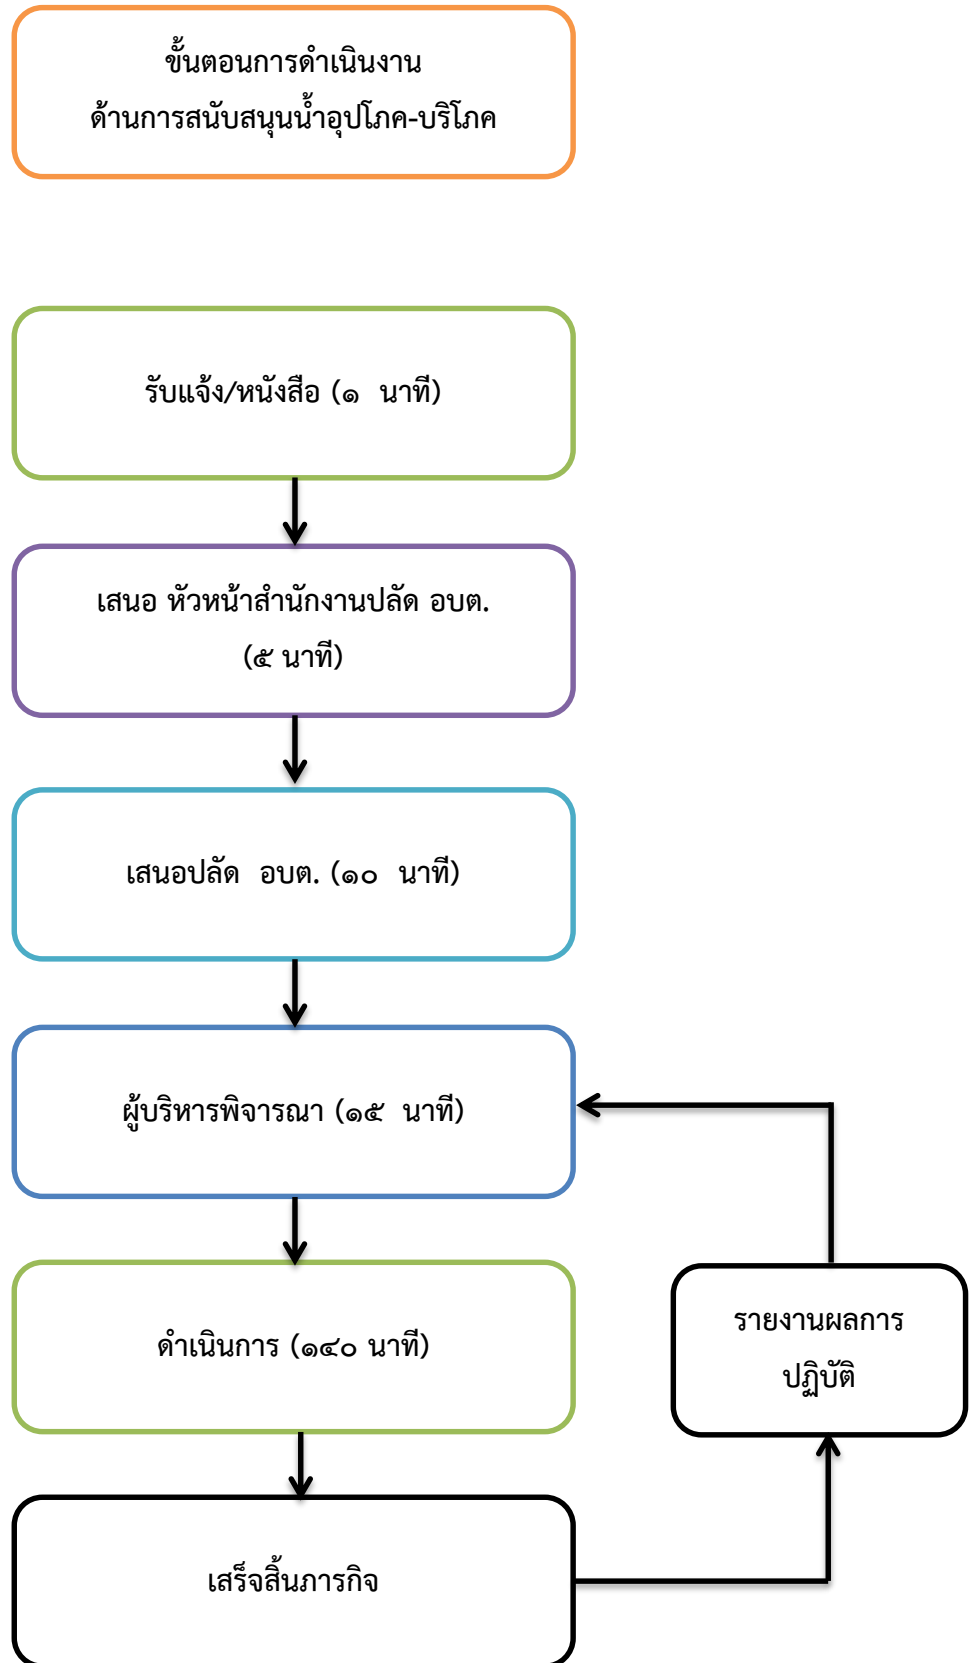 ขั้นตอนการดำเนินงาน
ด้านการสนับสนุนน้ำอุปโภค-บริโภค
รับแจ้ง/หนังสือ (๑ นาที)
เสนอ หัวหน้าสำนักงานปลัด อบต.
(๕ นาที)
เสนอปลัด อบต. (๑๐ นาที)
ผู้บริหารพิจารณา (๑๕ นาที)
ดำเนินการ (๑๔๐ นาที)
รายงานผลการ
ปฏิบัติ
เสร็จสิ้นภารกิจ